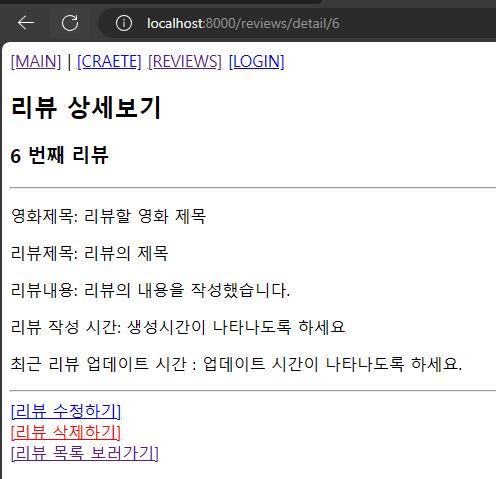 localhost:8000/reviews/detail/6
[MAIN] | [CRAETE] [REVIEWS] [LOGIN]
리뷰 상세보기
6 번째 리뷰
영화제목: 리뷰할 영화 제목
리뷰제목: 리뷰의 제목
리뷰내용: 리뷰의 내용을 작성했습니다.
리뷰 작성 시간: 생성시간이 나타나도록 하세요
최근 리뷰 업데이트 시간 : 업데이트 시간이 나타나도록 하세요.
[리뷰 수정하기]
[리뷰 삭제하기]
[리뷰 목록 보러가기]